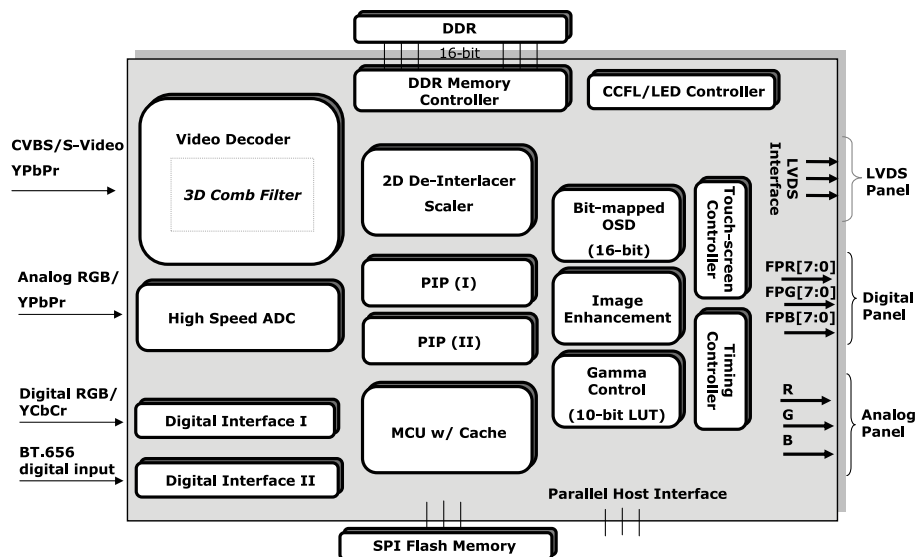 DDR
16-bit
DDR Memory
Controller
CCFL/LED Controller
CVBS/S-Video
YPbPr
Video Decoder
3D Comb Filter
2D De-Interlacer
Scaler
Bit-mapped
OSD
(16-bit)
Touch-screen
Controller
LVDS
Interface
LVDS
Panel
Analog RGB/
YPbPr
High Speed ADC
PIP (I)
PIP (II)
Image
Enhancement
FPR[7:0]
FPG[7:0]
FPB[7:0]
Digital
Panel
Timing
Controller
Gamma
Control
(10-bit LUT)
Digital RGB/
YCbCr
Digital Interface I
MCU w/ Cache
R
G
B
Analog
Panel
BT.656
digital input
Digital Interface II
Parallel Host Interface
SPI Flash Memory